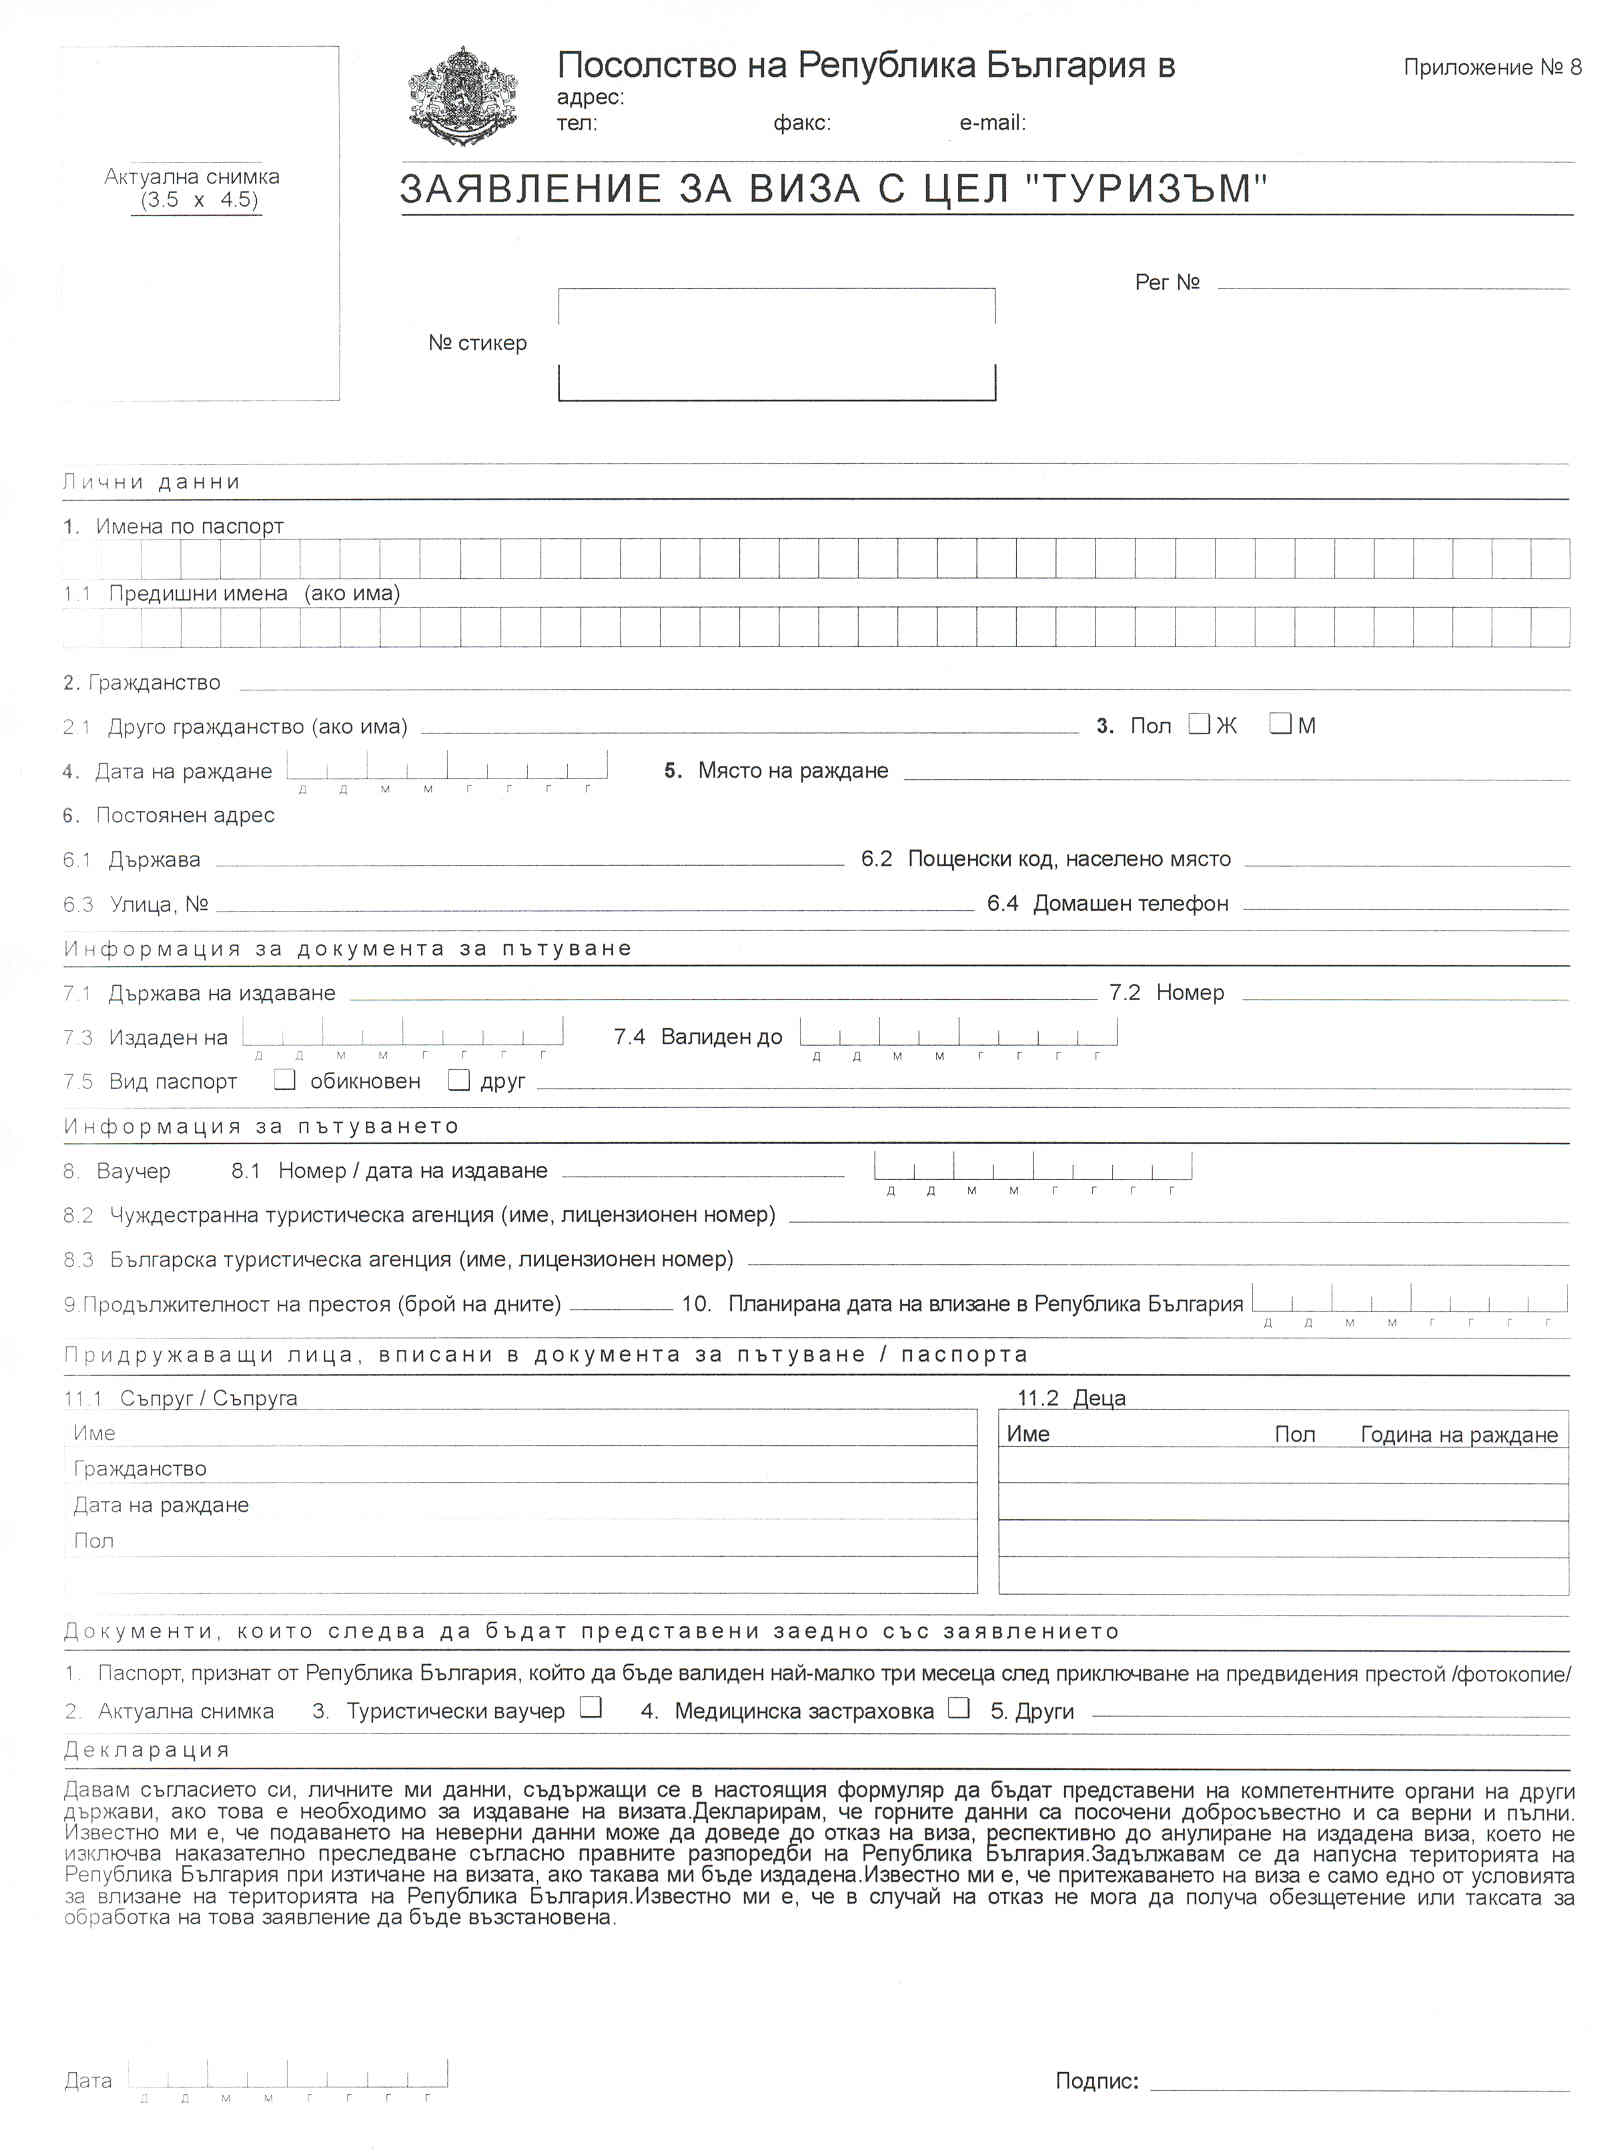 Посолство на Република България в
Приложение № 8
адрес:
тел: факс: e-mail:
Актуална снимка
(3.5 x 4.5)
ЗАЯВЛЕНИЕ ЗА ВИЗА С ЦЕЛ "ТУРИЗЪМ"
Рег №
№ стикер
Лични данни
1. Имена по паспорт
1.1 Предишни имена (ако има)
2. Гражданство
2.1 Друго гражданство (ако има) 3. Пол Ж М
4. Дата на раждане 5. Място на раждане
д д м м г г г г
6. Постоянен адрес
6.1 Държава 6.2 Пощенски код, населено място
6.3 Улица, № 6.4 Домашен телефон
Информация за документа за пътуване
7.1 Държава на издаване 7.2 Номер
7.3 Издаден на 7.4 Валиден до
д д м м г г г г д д м м г г г г
7.5 Вид паспорт обикновен друг
Информация за пътуването
8. Ваучер 8.1 Номер / дата на издаване
д д м м г г г г
8.2 Чуждестранна туристическа агенция (име, лицензионен номер)
8.3 Българска туристическа агенция (име, лицензионен номер)
9.Продължителност на престоя (брой на дните) 10. Планирана дата на влизане в Република България
д д м м г г г г
Придружаващи лица, вписани в документа за пътуване / паспорта
11.1 Съпруг / Съпруга 11.2 Деца
Име Име Пол Година на раждане
Гражданство
Дата на раждане
Пол
Документи, които следва да бъдат представени заедно със заявлението
1. Паспорт, признат от Република България, който да бъде валиден най-малко три месеца след приключване на предвидения престой /фотокопие/
2. Актуална снимка 3. Туристически ваучер 4. Медицинска застраховка 5. Други
Декларация
Давам съгласието си, личните ми данни, съдържащи се в настоящия формуляр да бъдат представени на компетентните органи на други
държави, ако това е необходимо за издаване на визата.Декларирам, че горните данни са посочени добросъвестно и са верни и пълни.
Известно ми е, че подаването на неверни данни може да доведе до отказ на виза, респективно до анулиране на издадена виза, което не
изключва наказателно преследване съгласно правните разпоредби на Република България.Задължавам се да напусна територията на
Република България при изтичане на визата, ако такава ми бъде издадена.Известно ми е, че притежаването на виза е само едно от условията
за влизане на територията на Република България.Известно ми е, че в случай на отказ не мога да получа обезщетение или таксата за
обработка на това заявление да бъде възстановена.
Дата Подпис:
д д м м г г г г